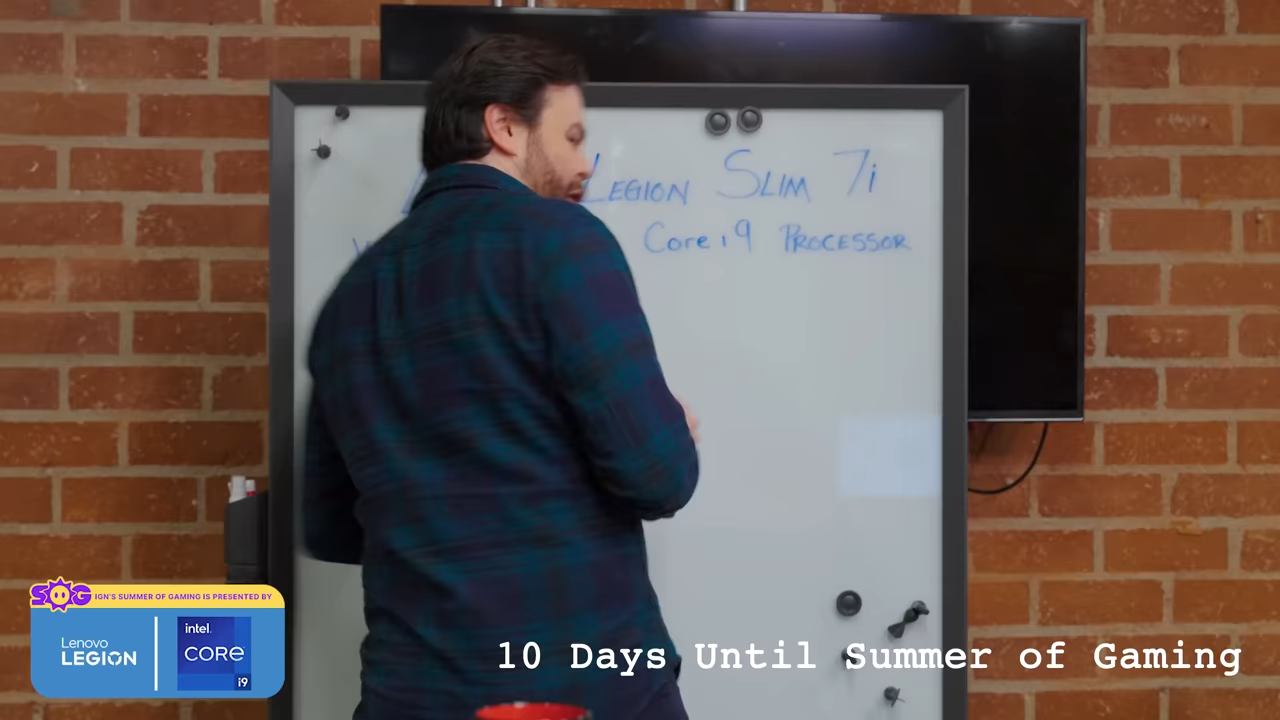 LEGION SLIM 7i
Core i9 PROCESSOR
SOG
IGN'S SUMMER OF GAMING IS PRESENTED BY
Lenovo
LEGION
intel.
CORE
i9
10 Days Until Summer of Gaming